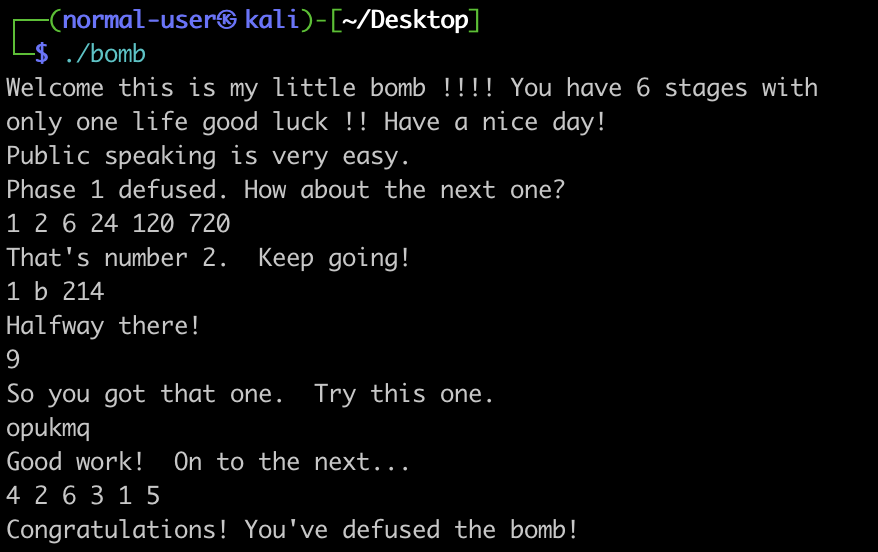 ┌──(normal-user㉿kali)-[~/Desktop]
└─$ ./bomb
Welcome this is my little bomb !!!! You have 6 stages with
only one life good luck !! Have a nice day!
Public speaking is very easy.
Phase 1 defused. How about the next one?
1 2 6 24 120 720
That's number 2.  Keep going!
1 b 214
Halfway there!
9
So you got that one.  Try this one.
opukmq
Good work!  On to the next...
4 2 6 3 1 5
Congratulations! You've defused the bomb!